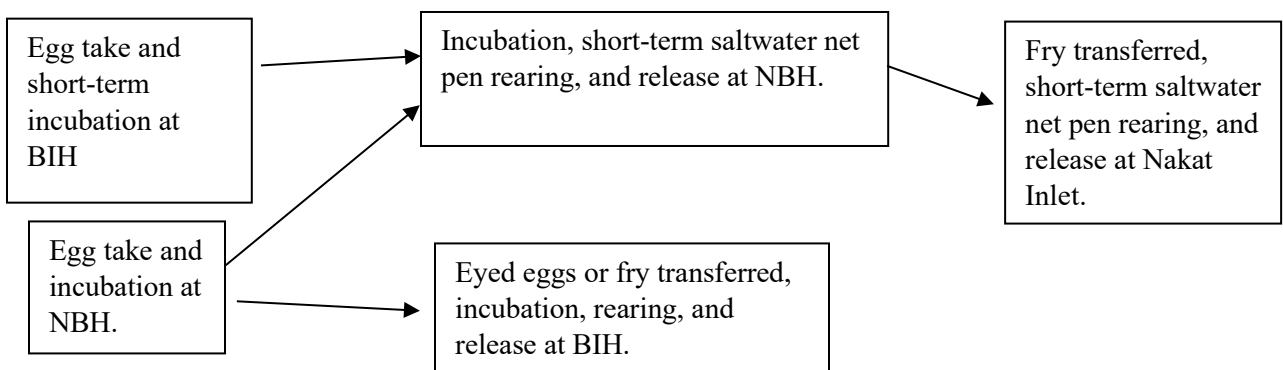 Egg take and
short-term
incubation at
BIH
Incubation, short-term saltwater net
pen rearing, and release at NBH.
Fry transferred,
short-term saltwater
net pen rearing, and
release at Nakat
Inlet.
Egg take and
incubation at
NBH.
Eyed eggs or fry transferred,
incubation, rearing, and
release at BIH.